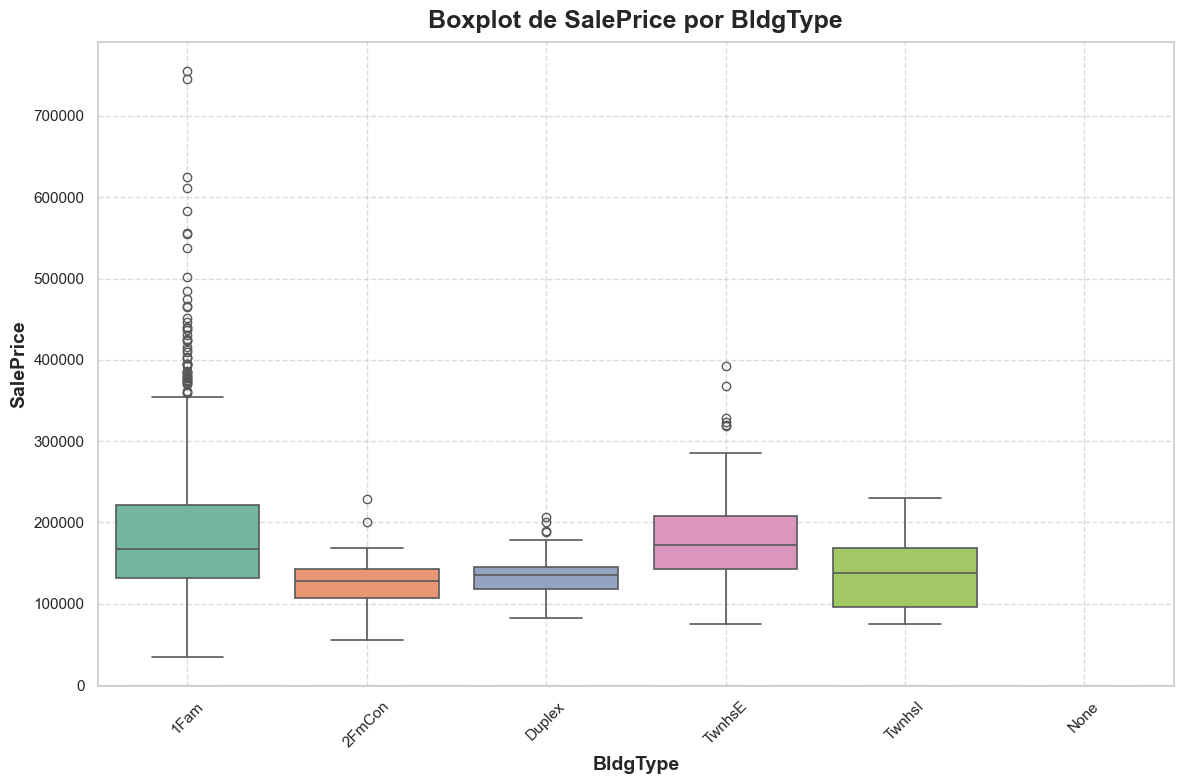 Boxplot de SalePrice por BldgType
SalePrice
700000
600000
500000
400000
300000
200000
100000
0
1Fam
2FmCon
Duplex
TwnhsE
TwnhsI
None
BldgType